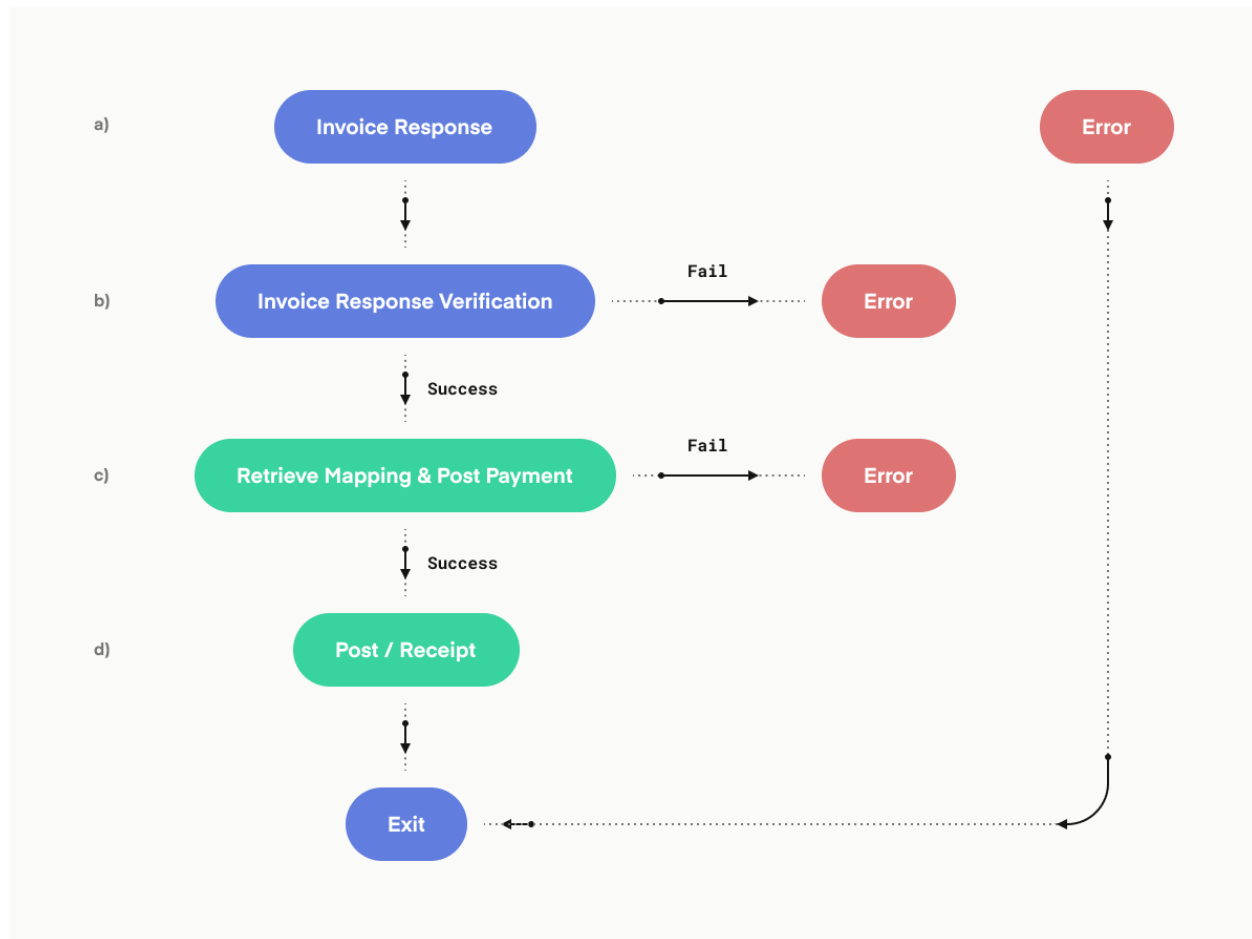 a)
Invoice Response
Error
b)
Invoice Response Verification
Fail
Error
Success
c)
Retrieve Mapping & Post Payment
Fail
Error
Success
d)
Post / Receipt
Exit